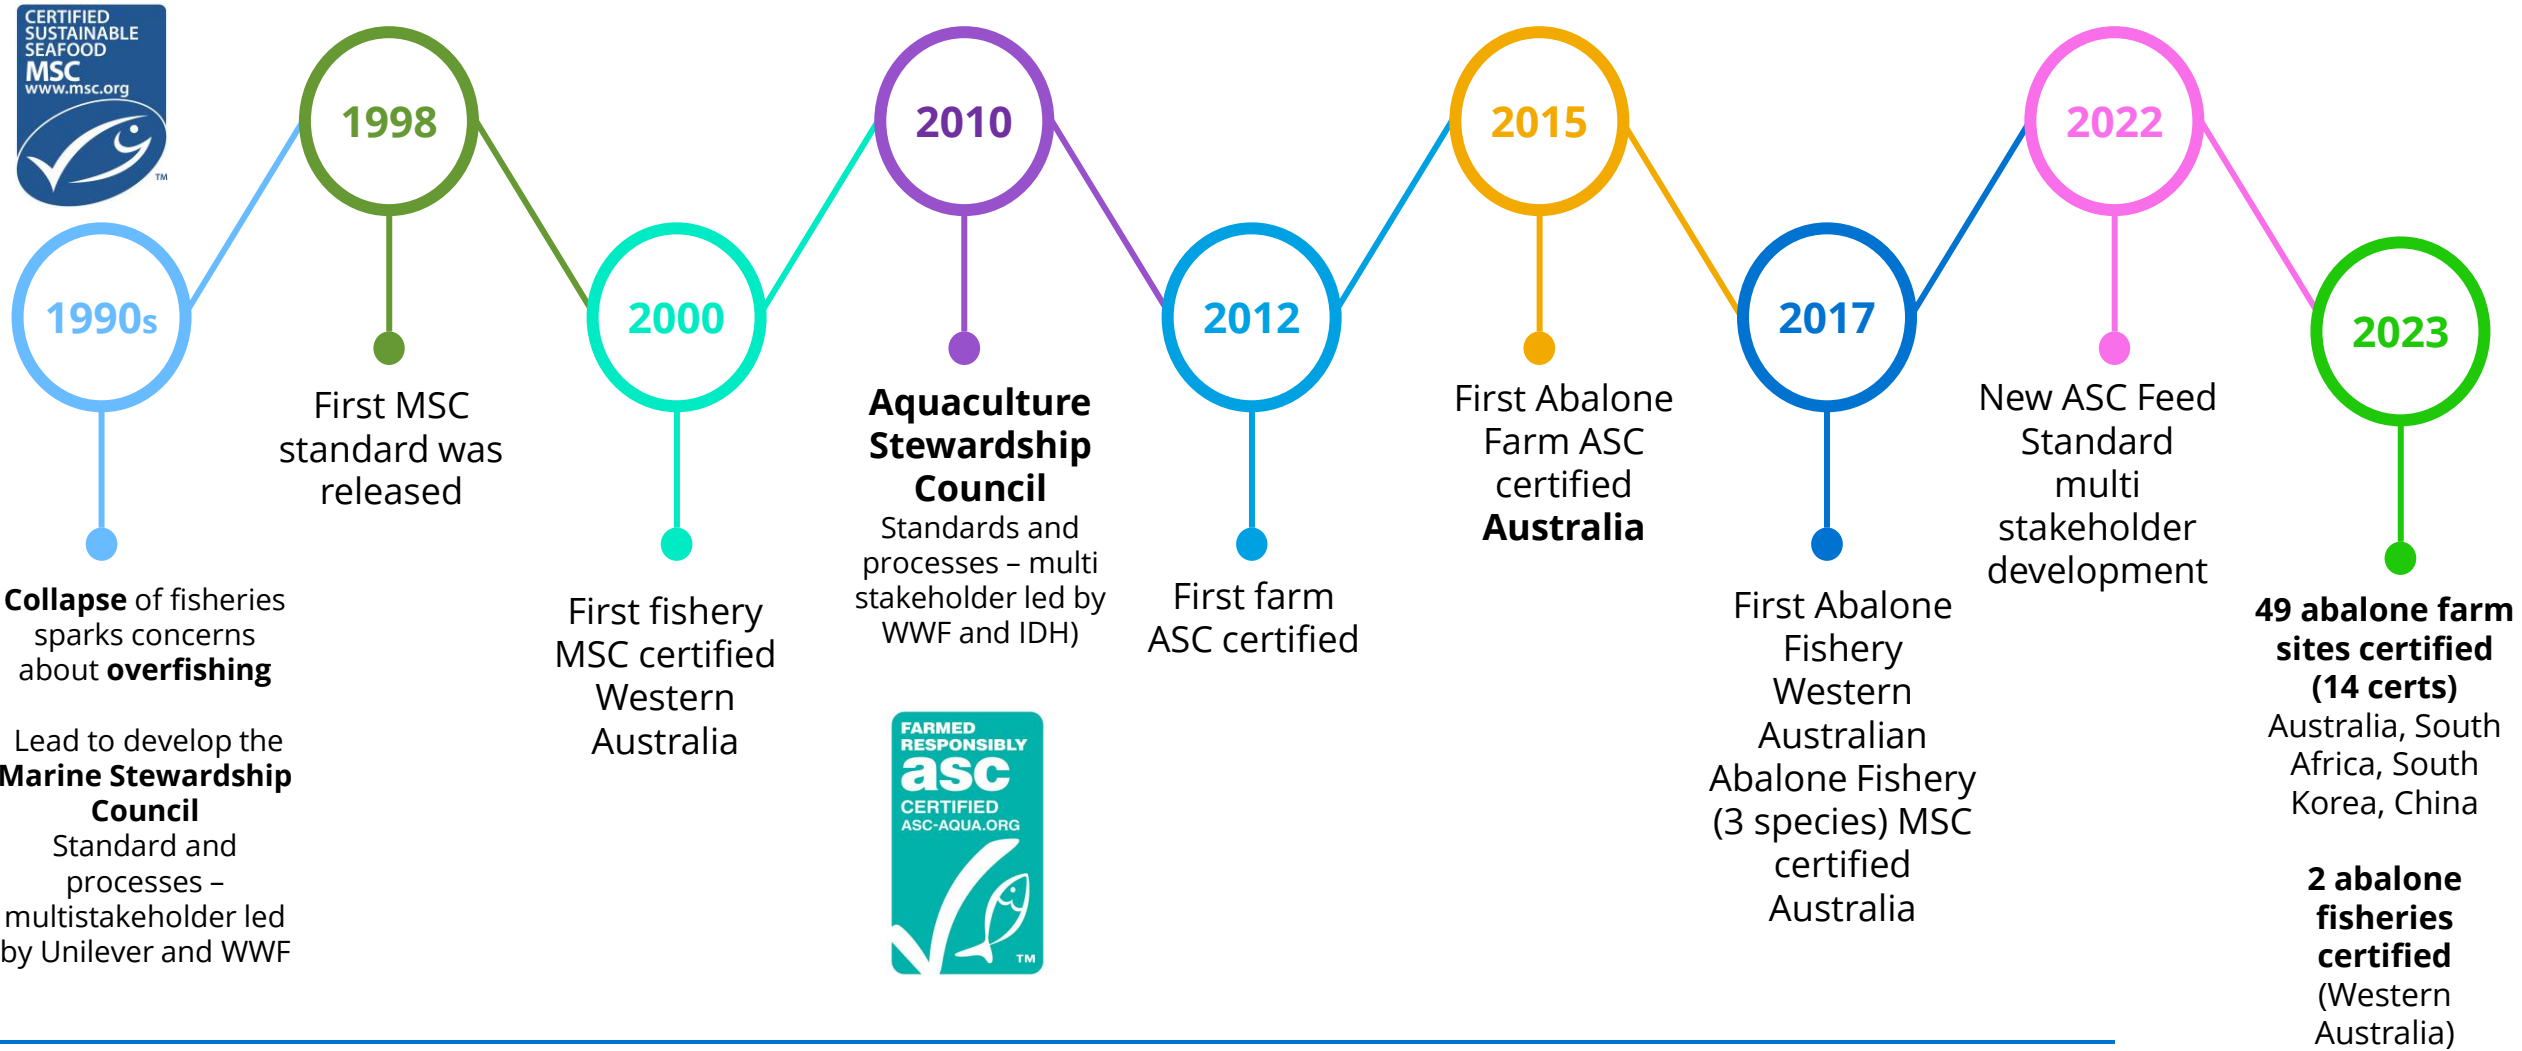 CERTIFIED
SUSTAINABLE
SEAFOOD
MSC
www.msc.org
TM
1990s
Collapse of fisheries
sparks concerns
about overfishing
Lead to develop the
Marine Stewardship
Council
Standard and
processes –
multistakeholder led
by Unilever and WWF
1998
First MSC
standard was
released
2000
First fishery
MSC certified
Western
Australia
2010
Aquaculture
Stewardship
Council
Standards and
processes – multi
stakeholder led by
WWF and IDH)
FARMED
RESPONSIBLY
asc
CERTIFIED
ASC-AQUA.ORG
TM
2012
First farm
ASC certified
2015
First Abalone
Farm ASC
certified
Australia
2017
First Abalone
Fishery
Western
Australian
Abalone Fishery
(3 species) MSC
certified
Australia
2022
New ASC Feed
Standard
multi
stakeholder
development
2023
49 abalone farm
sites certified
(14 certs)
Australia, South
Africa, South
Korea, China
2 abalone
fisheries
certified
(Western
Australia)